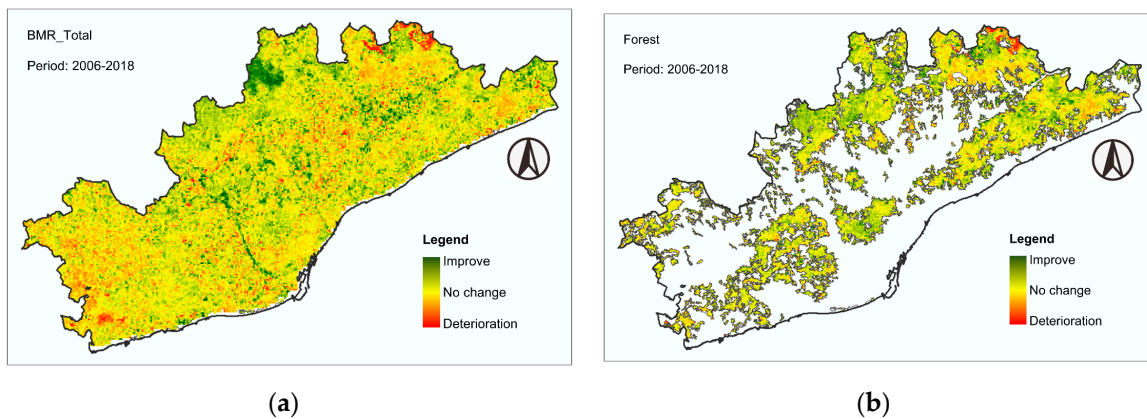 BMR_Total
Period: 2006-2018
Legend
Improve
No change
Deterioration
(a)
Forest
Period: 2006-2018
Legend
Improve
No change
Deterioration
(b)